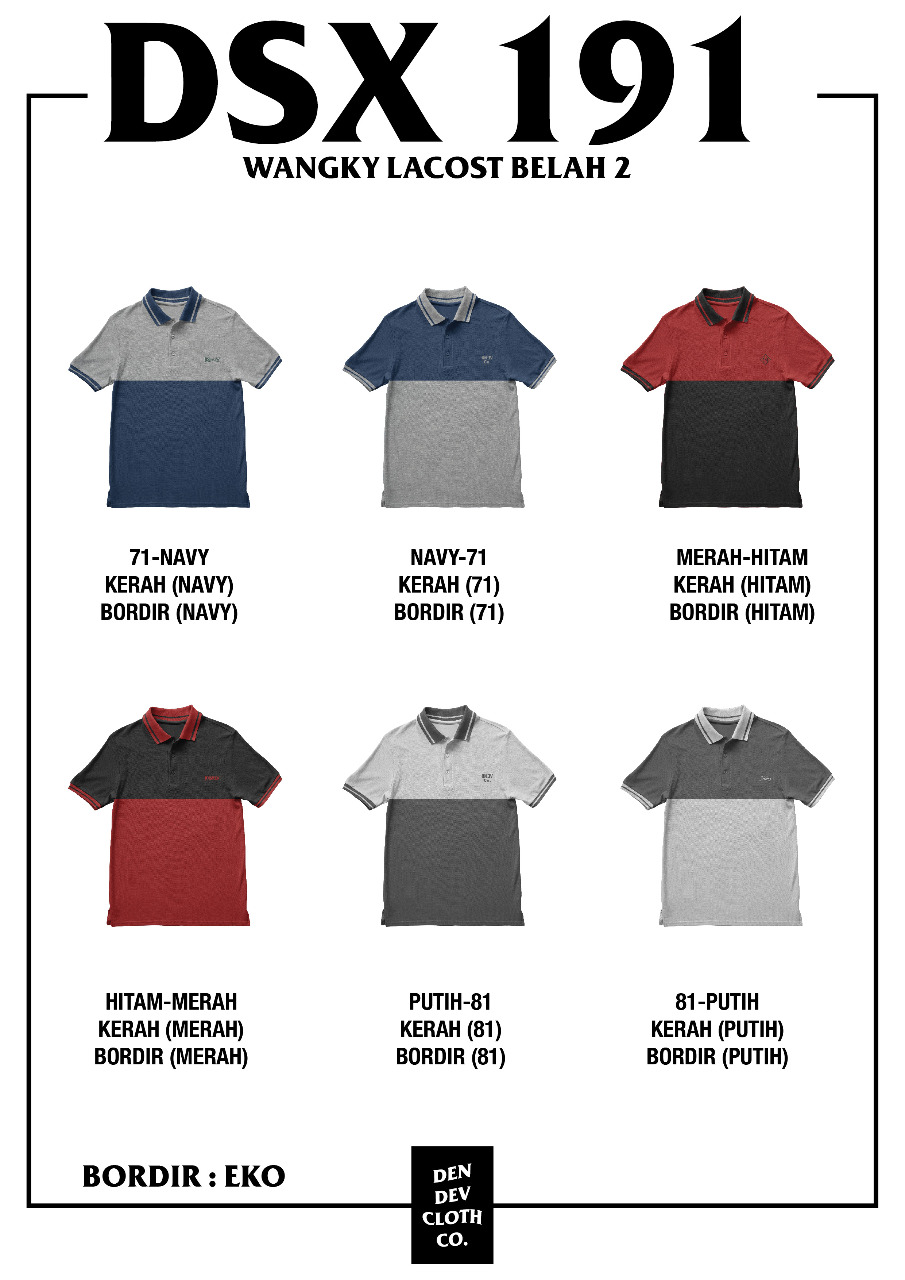 DSX 191
WANGKY LACOST BELAH 2
71-NAVY
KERAH (NAVY)
BORDIR (NAVY)
NAVY-71
KERAH (71)
BORDIR (71)
MERAH-HITAM
KERAH (HITAM)
BORDIR (HITAM)
HITAM-MERAH
KERAH (MERAH)
BORDIR (MERAH)
PUTIH-81
KERAH (81)
BORDIR (81)
81-PUTIH
KERAH (PUTIH)
BORDIR (PUTIH)
BORDIR : EKO
DEN
DEV
CLOTH
CO.